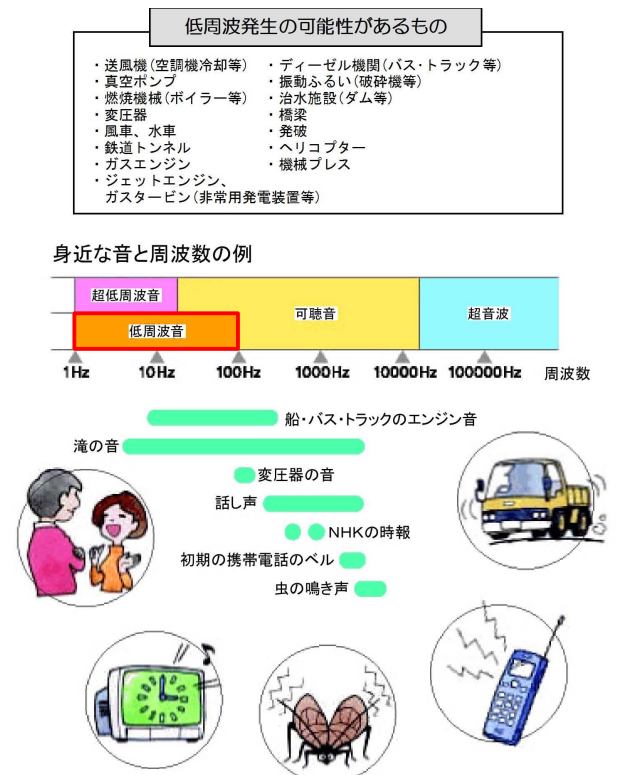 低周波発生の可能性があるもの
・送風機(空調機冷却等)
・真空ポンプ
・燃焼機械(ボイラー等)
・変圧器
・風車、水車
・鉄道トンネル
・ガスエンジン
・ジェットエンジン、
ガスタービン(非常用発電装置等)
・ディーゼル機関(バス・トラック等)
・振動ふるい(破砕機等)
・治水施設(ダム等)
・橋梁
・発破
・ヘリコプター
・機械プレス
身近な音と周波数の例
超低周波音
低周波音
可聴音
超音波
1Hz 10Hz 100Hz 1000Hz 10000Hz 100000Hz 周波数
船・バス・トラックのエンジン音
滝の音
変圧器の音
話し声
NHKの時報
初期の携帯電話のベル
虫の鳴き声